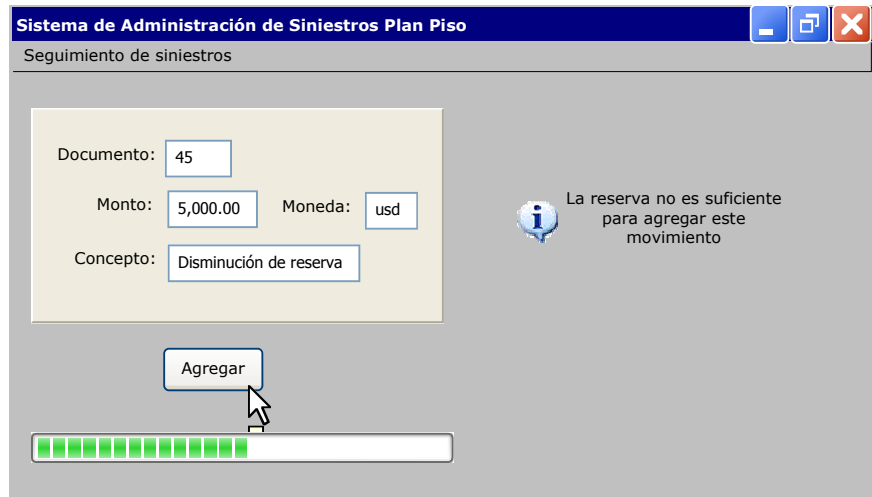 Sistema de Administración de Siniestros Plan Piso
Seguimiento de siniestros
Documento: 45
Monto: 5,000.00 Moneda: usd
Concepto: Disminución de reserva
La reserva no es suficiente
para agregar este
movimiento
Agregar